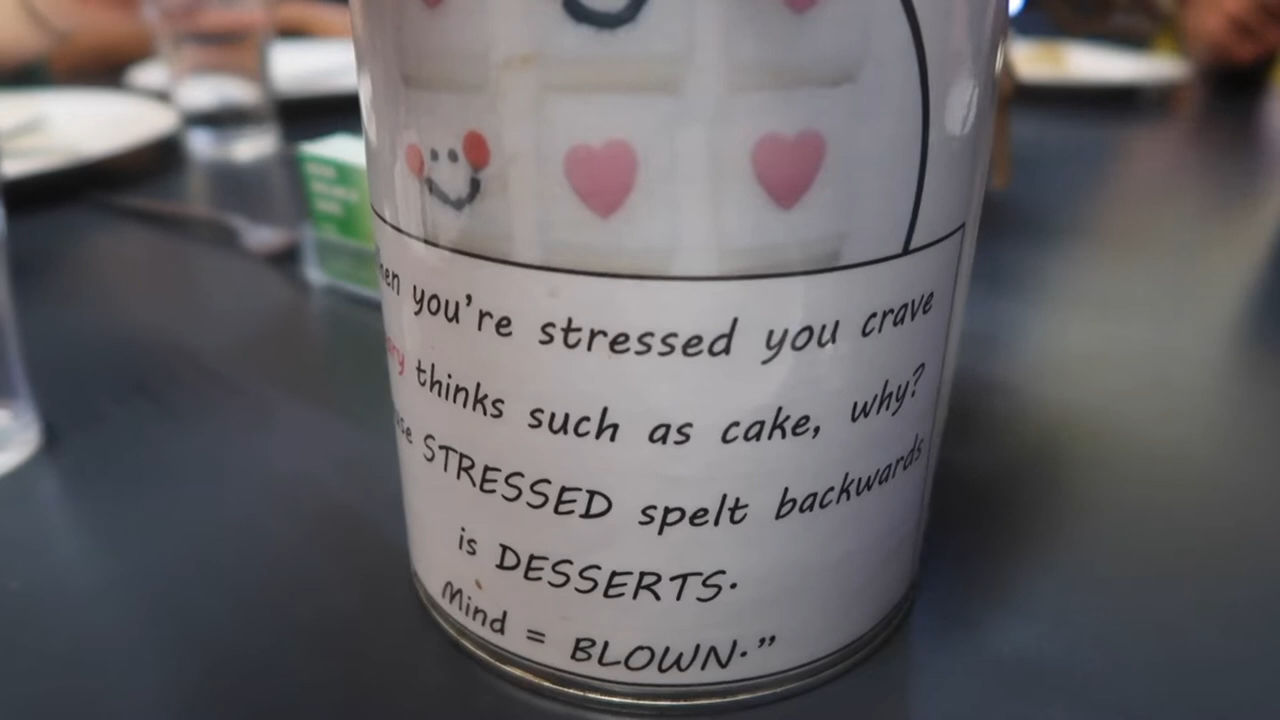 you're stressed you crave
thinks such as cake, why?
STRESSED spelt backwards
is DESSERTS.
Mind = BLOWN."